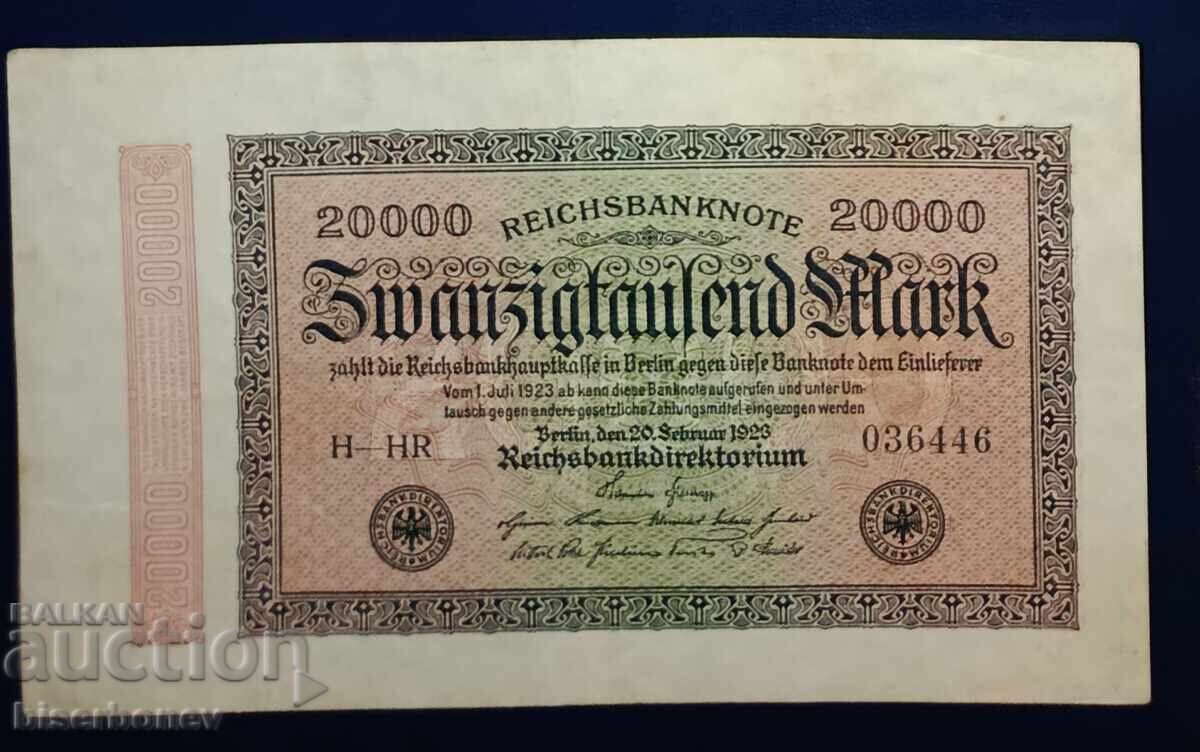 20000 REICHSBANKNOTE 20000
Zwanzigtausend Mark
zahlt die Reichsbankhauptkasse in Berlin gegen diese Banknote dem Einlieferer
Vom 1. Juli 1923 ab kann diese Banknote aufgerufen und unter Um-
tausch gegen andere gesetzliche Zahlungsmittel eingezogen werden
Berlin, den 20. Februar 1923
H-HR 036446
Reichsbankdirektorium
REICHSBANKDIREKTORIUM
REICHSBANKDIREKTORIUM
20000 20000
BALKAN
auction
biserbonev